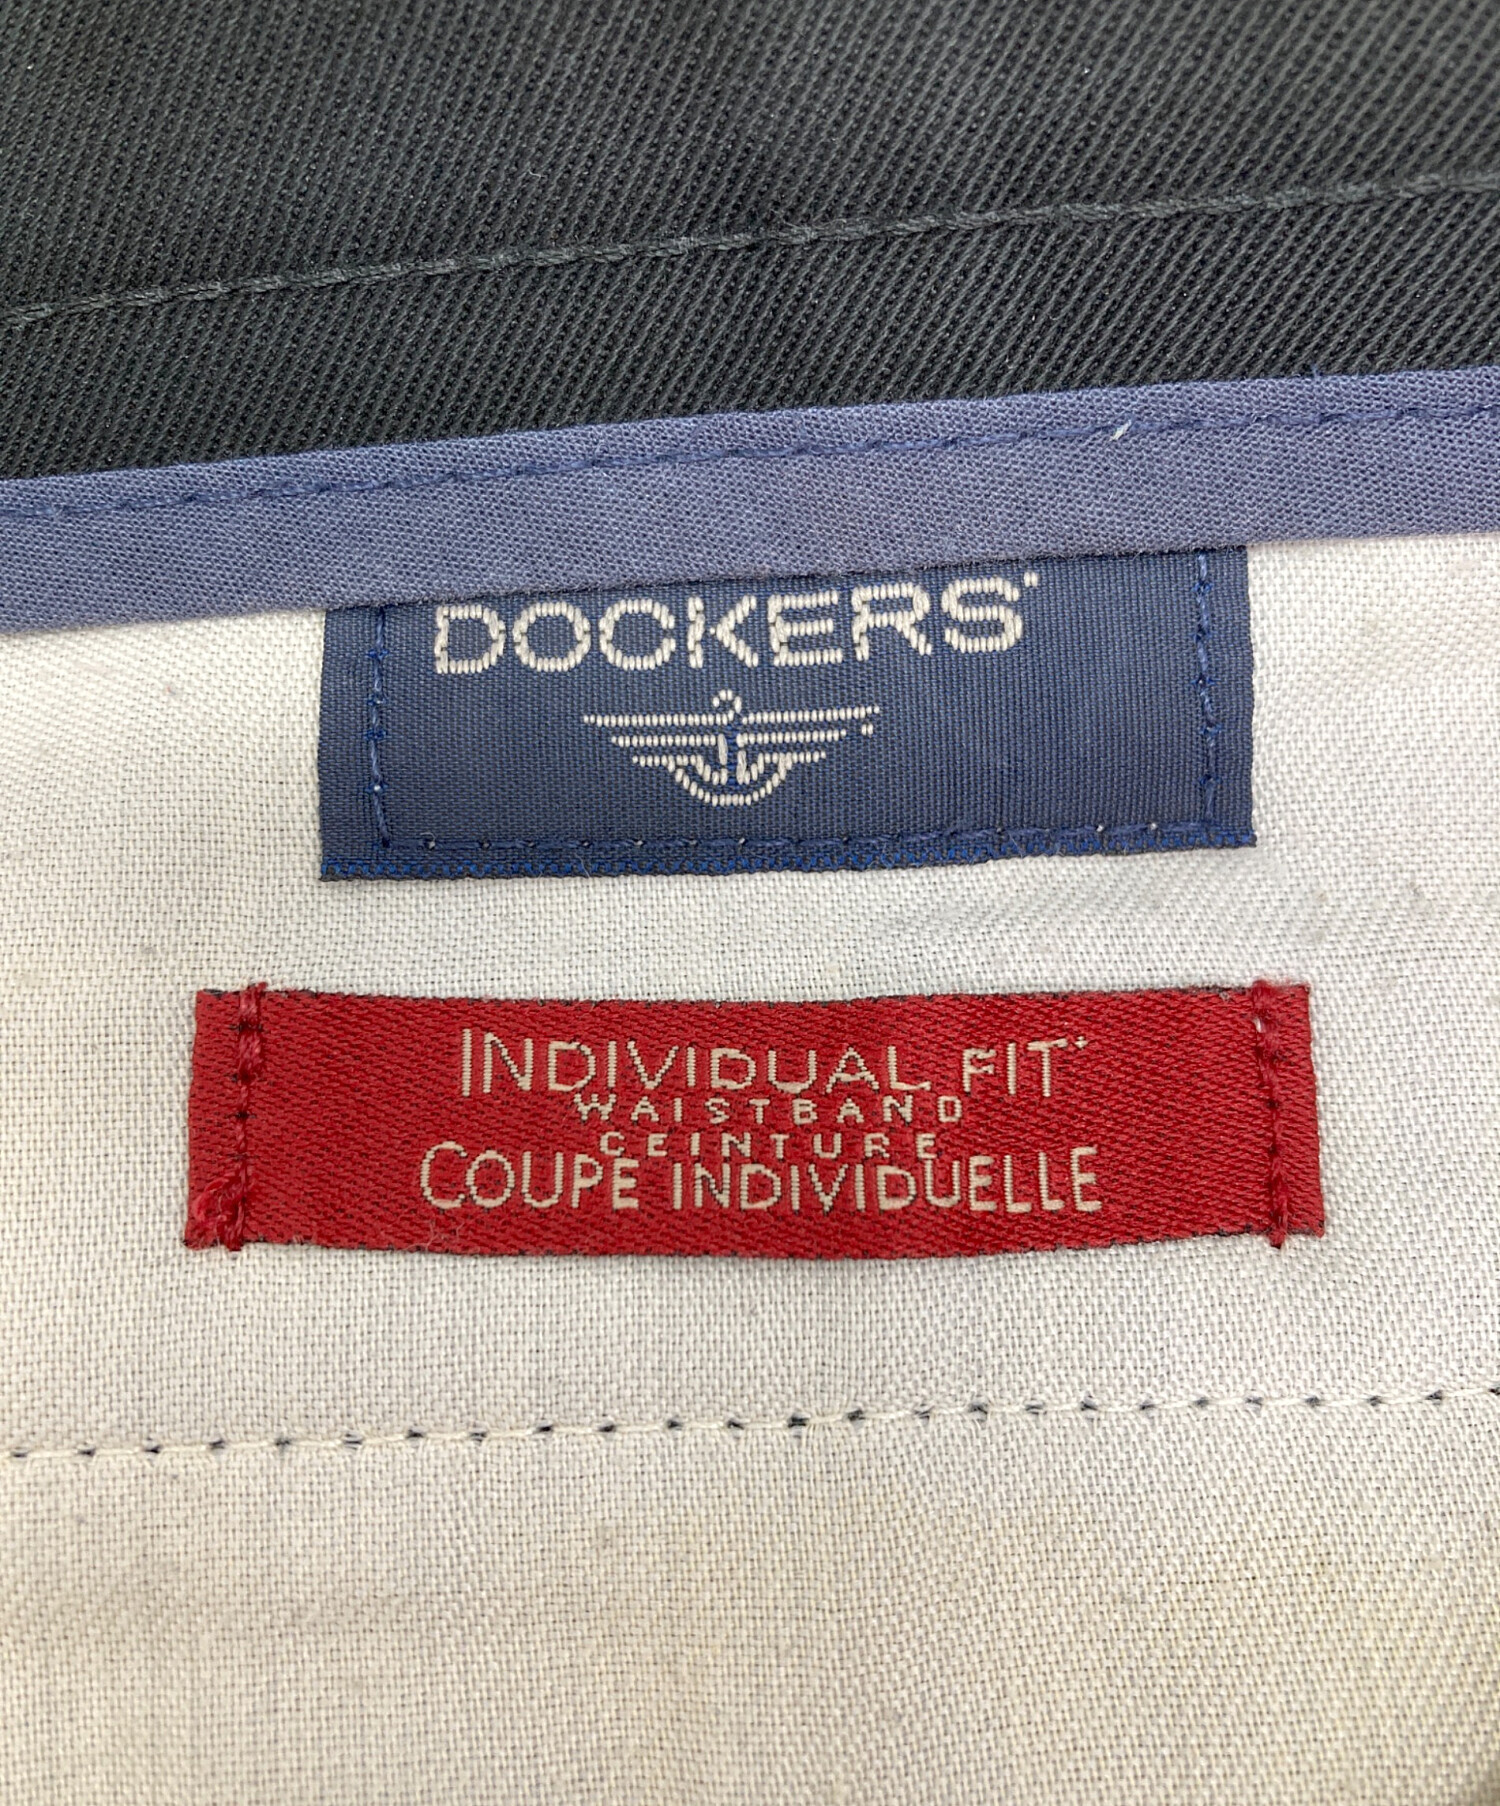 DOCKERS
INDIVIDUAL FIT
WAISTBAND
CEINTURE
COUPE INDIVIDUELLE